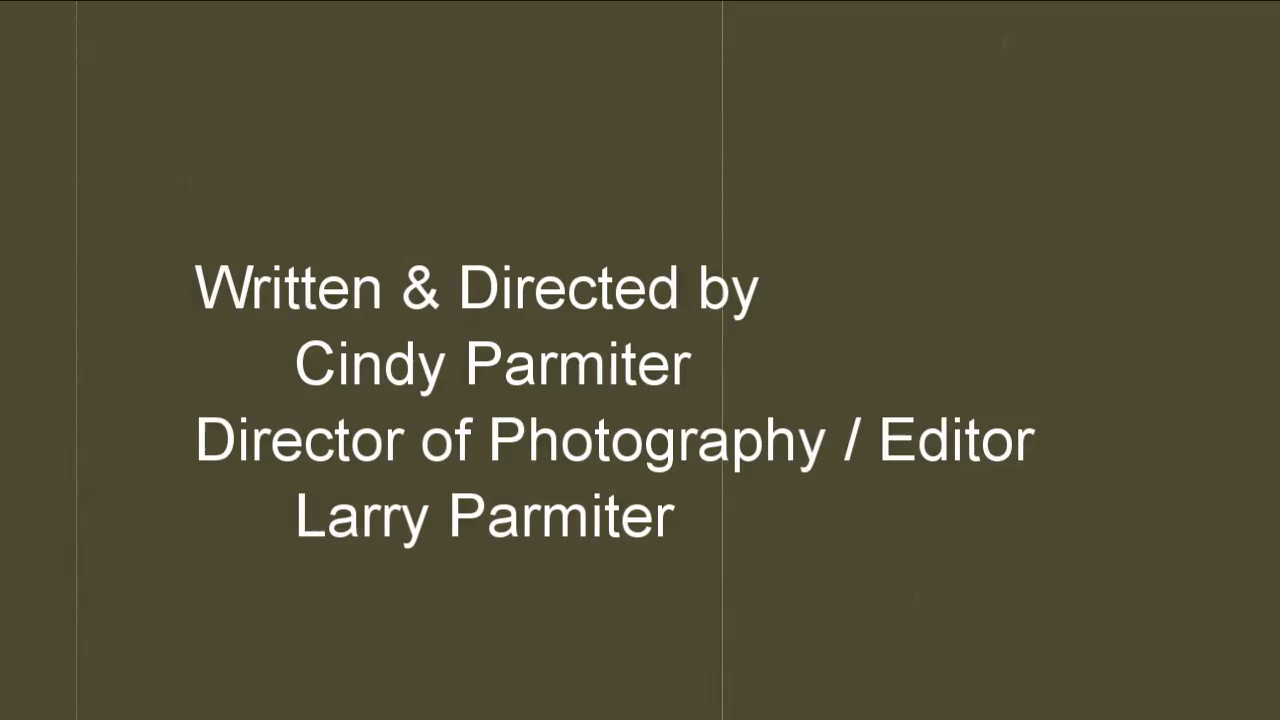 Written & Directed by
Cindy Parmiter
Director of Photography / Editor
Larry Parmiter